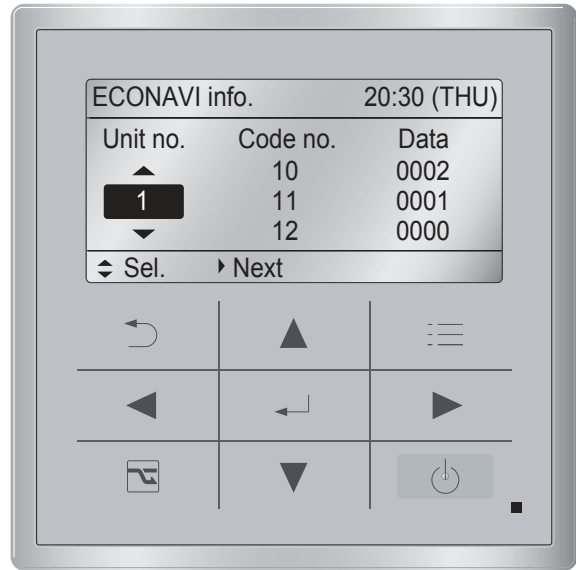 ECONAVI info. 20:30 (THU)
Unit no. Code no. Data
10 0002
1 11 0001
12 0000
Sel. Next